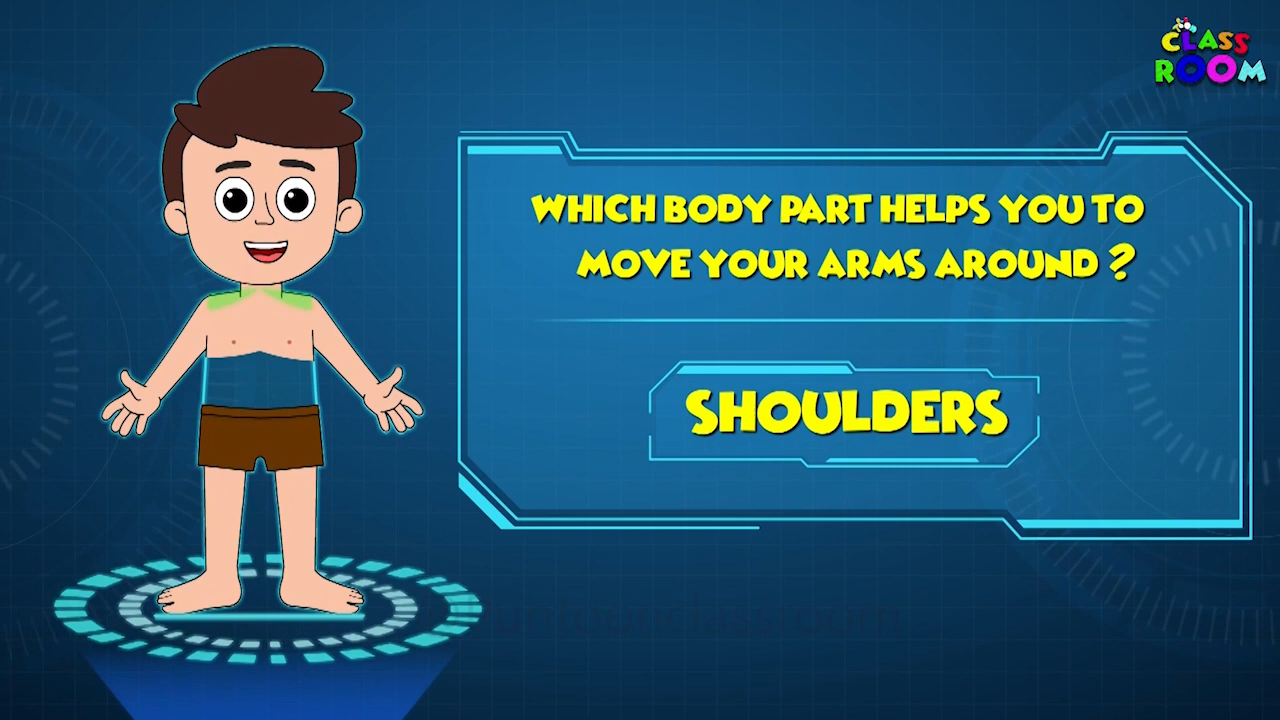 CLASS
ROOM
WHICH BODY PART HELPS YOU TO
MOVE YOUR ARMS AROUND ?
SHOULDERS